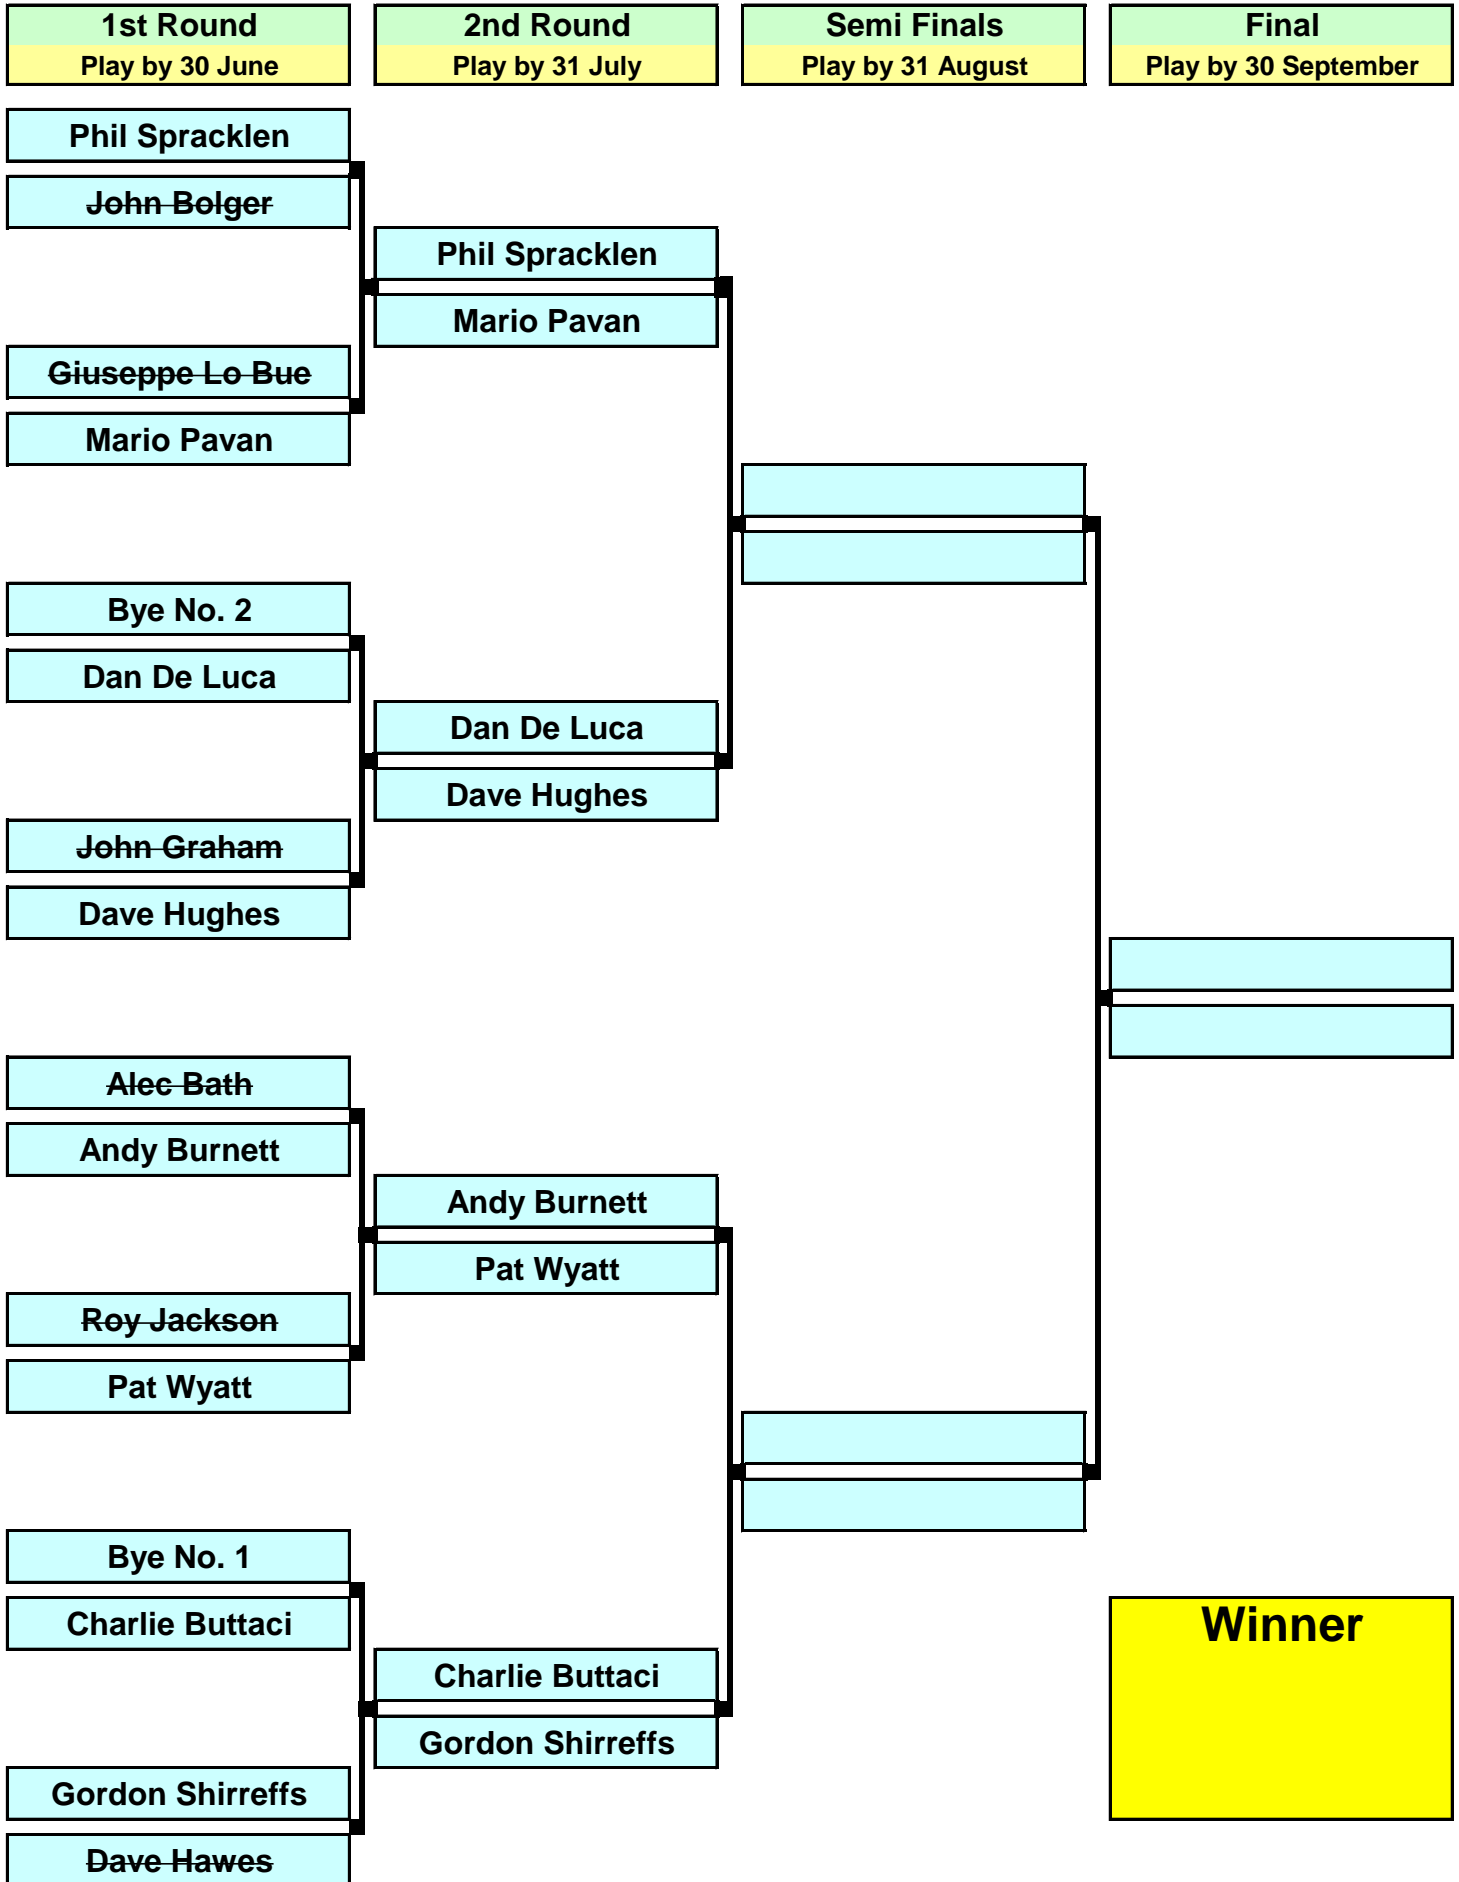 1st Round
Play by 30 June
2nd Round
Play by 31 July
Semi Finals
Play by 31 August
Final
Play by 30 September
Phil Spracklen
John Bolger
Giuseppe Lo Bue
Mario Pavan
Bye No. 2
Dan De Luca
John Graham
Dave Hughes
Alec Bath
Andy Burnett
Roy Jackson
Pat Wyatt
Bye No. 1
Charlie Buttaci
Gordon Shirreffs
Dave Hawes
Phil Spracklen
Mario Pavan
Dan De Luca
Dave Hughes
Andy Burnett
Pat Wyatt
Charlie Buttaci
Gordon Shirreffs
Winner